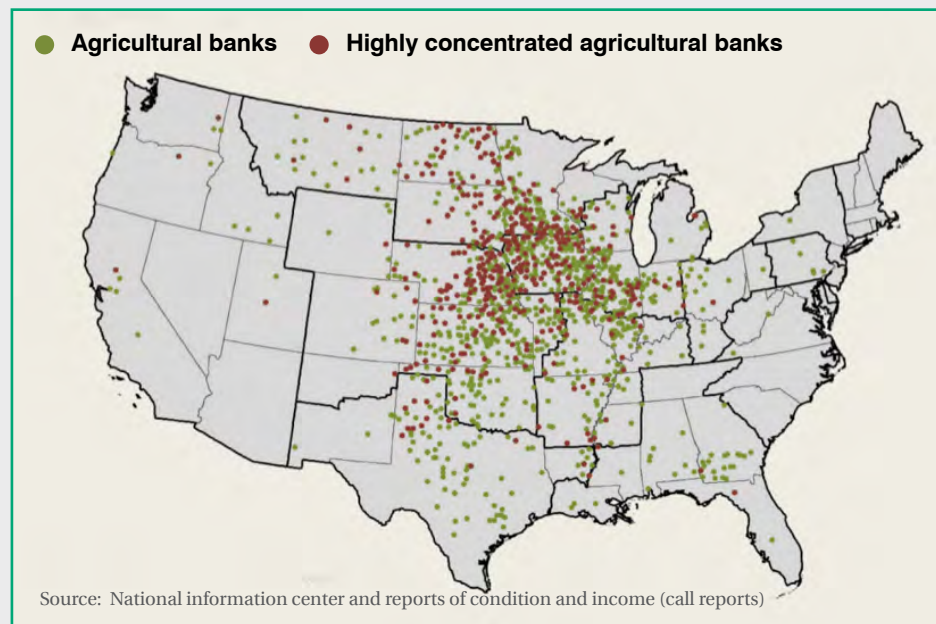 Agricultural banks Highly concentrated agricultural banks
Source: National information center and reports of condition and income (call reports)